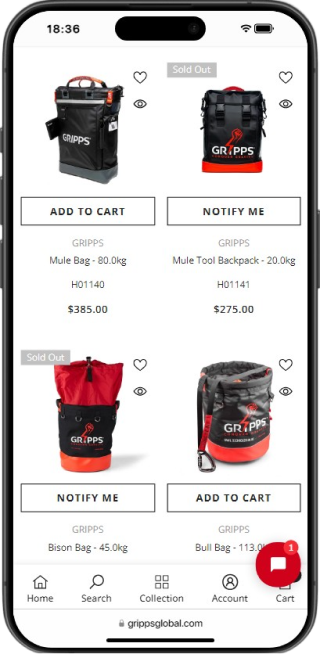 18:36
Sold Out
GRIPPS
GRIPPS
ADD TO CART
NOTIFY ME
GRIPPS
GRIPPS
Mule Bag - 80.0kg
Mule Tool Backpack - 20.0kg
H01140
H01141
$385.00
$275.00
Sold Out
GRIPPS
GRIPPS
NOTIFY ME
ADD TO CART
GRIPPS
GRIPPS
Bison Bag - 45.0kg
Bull Bag - 113.0
1
Home
Search
Collection
Account
Cart
grippsglobal.com